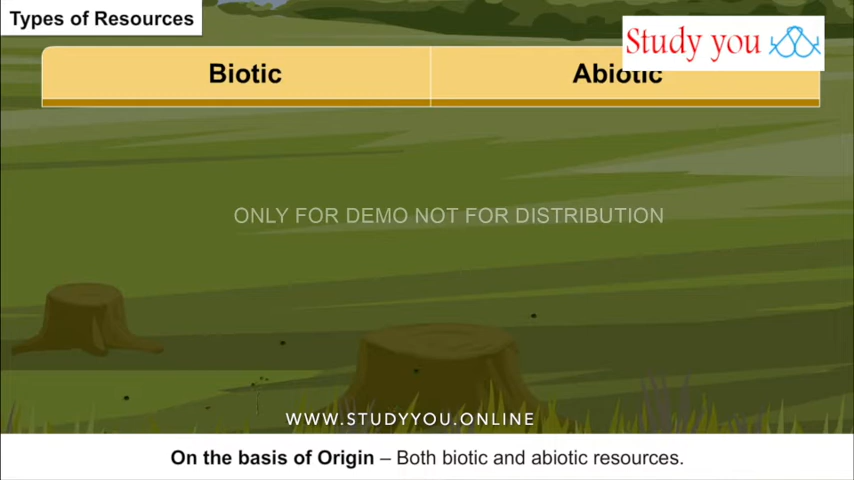 Types of Resources
Study you
Biotic
Abiotic
ONLY FOR DEMO NOT FOR DISTRIBUTION
WWW.STUDYYOU.ONLINE
On the basis of Origin – Both biotic and abiotic resources.